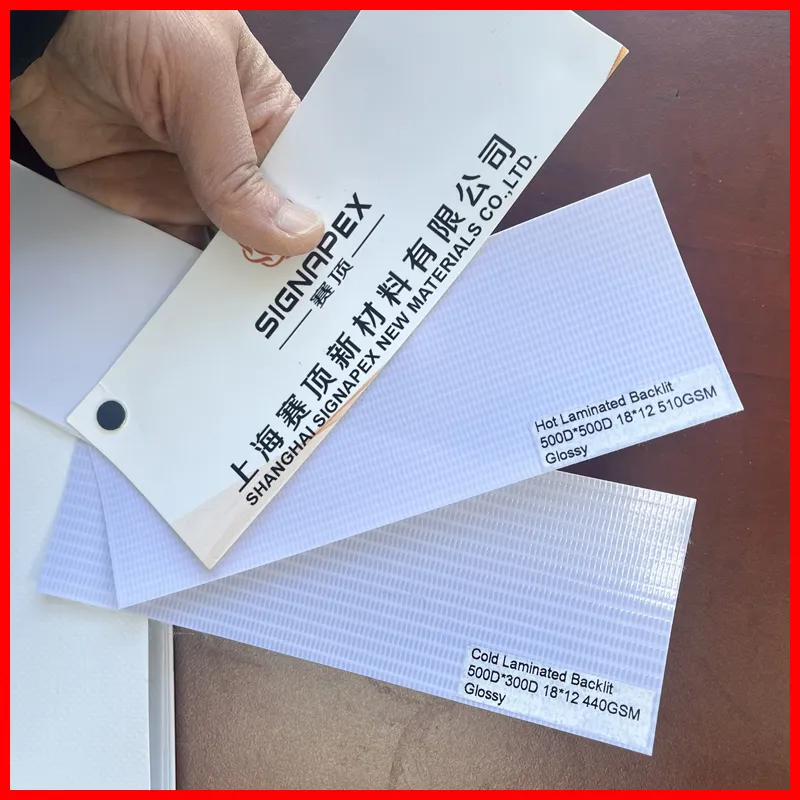 SIGNAPEX
赛顶
上海赛顶新材料有限公司
SHANGHAI SIGNAPEX NEW MATERIALS CO.,LTD.
Hot Laminated Backlit
500D*500D 18*12 510GSM
Glossy
Cold Laminated Backlit
500D*300D 18*12 440GSM
Glossy